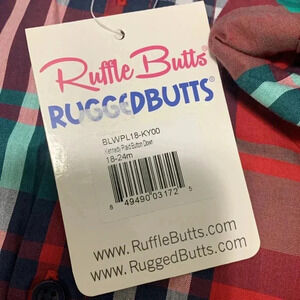 Ruffle Butts®
RUGGEDBUTTS®
BLWPL18-KY00
Kennedy Plaid Button Down
18-24m
8 49490 03172 5
www.RuffleButts.com
www.RuggedButts.com